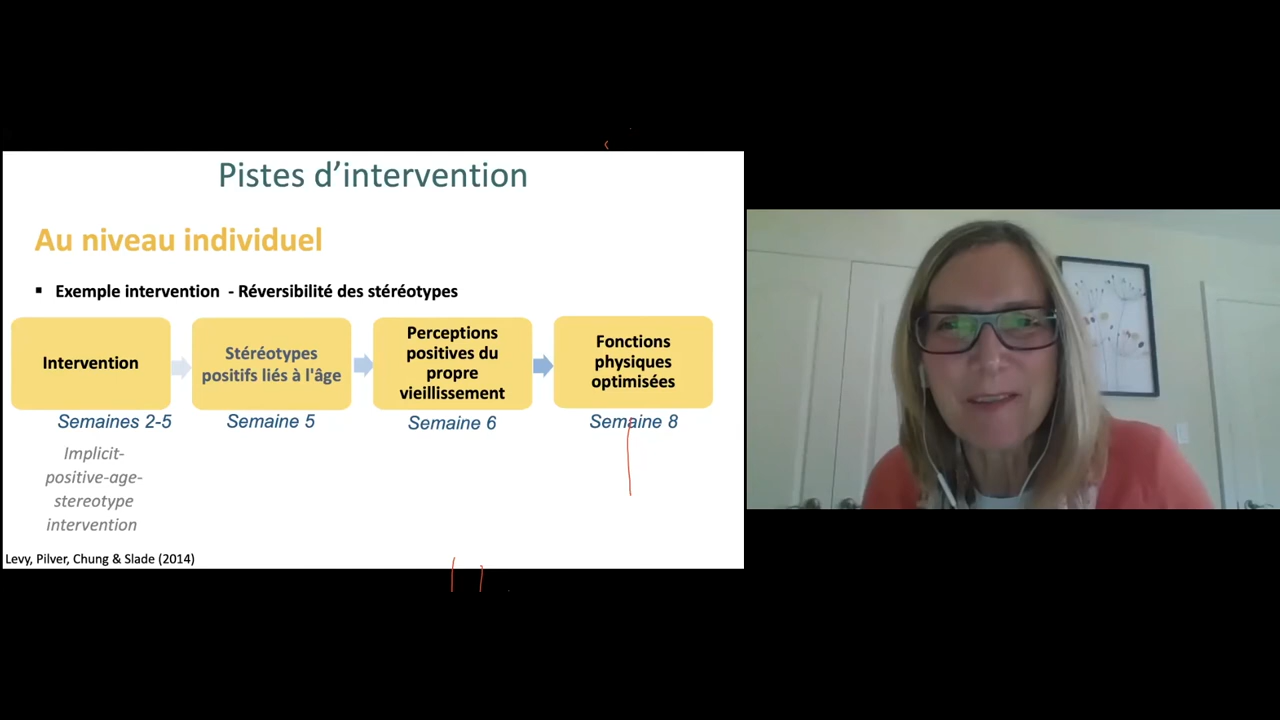 Pistes d’intervention
Au niveau individuel
▪ Exemple intervention - Réversibilité des stéréotypes
Intervention
Stéréotypes
positifs liés à l'âge
Perceptions
positives du
propre
vieillissement
Fonctions
physiques
optimisées
Semaines 2-5
Semaine 5
Semaine 6
Semaine 8
Implicit-
positive-age-
stereotype
intervention
Levy, Pilver, Chung & Slade (2014)